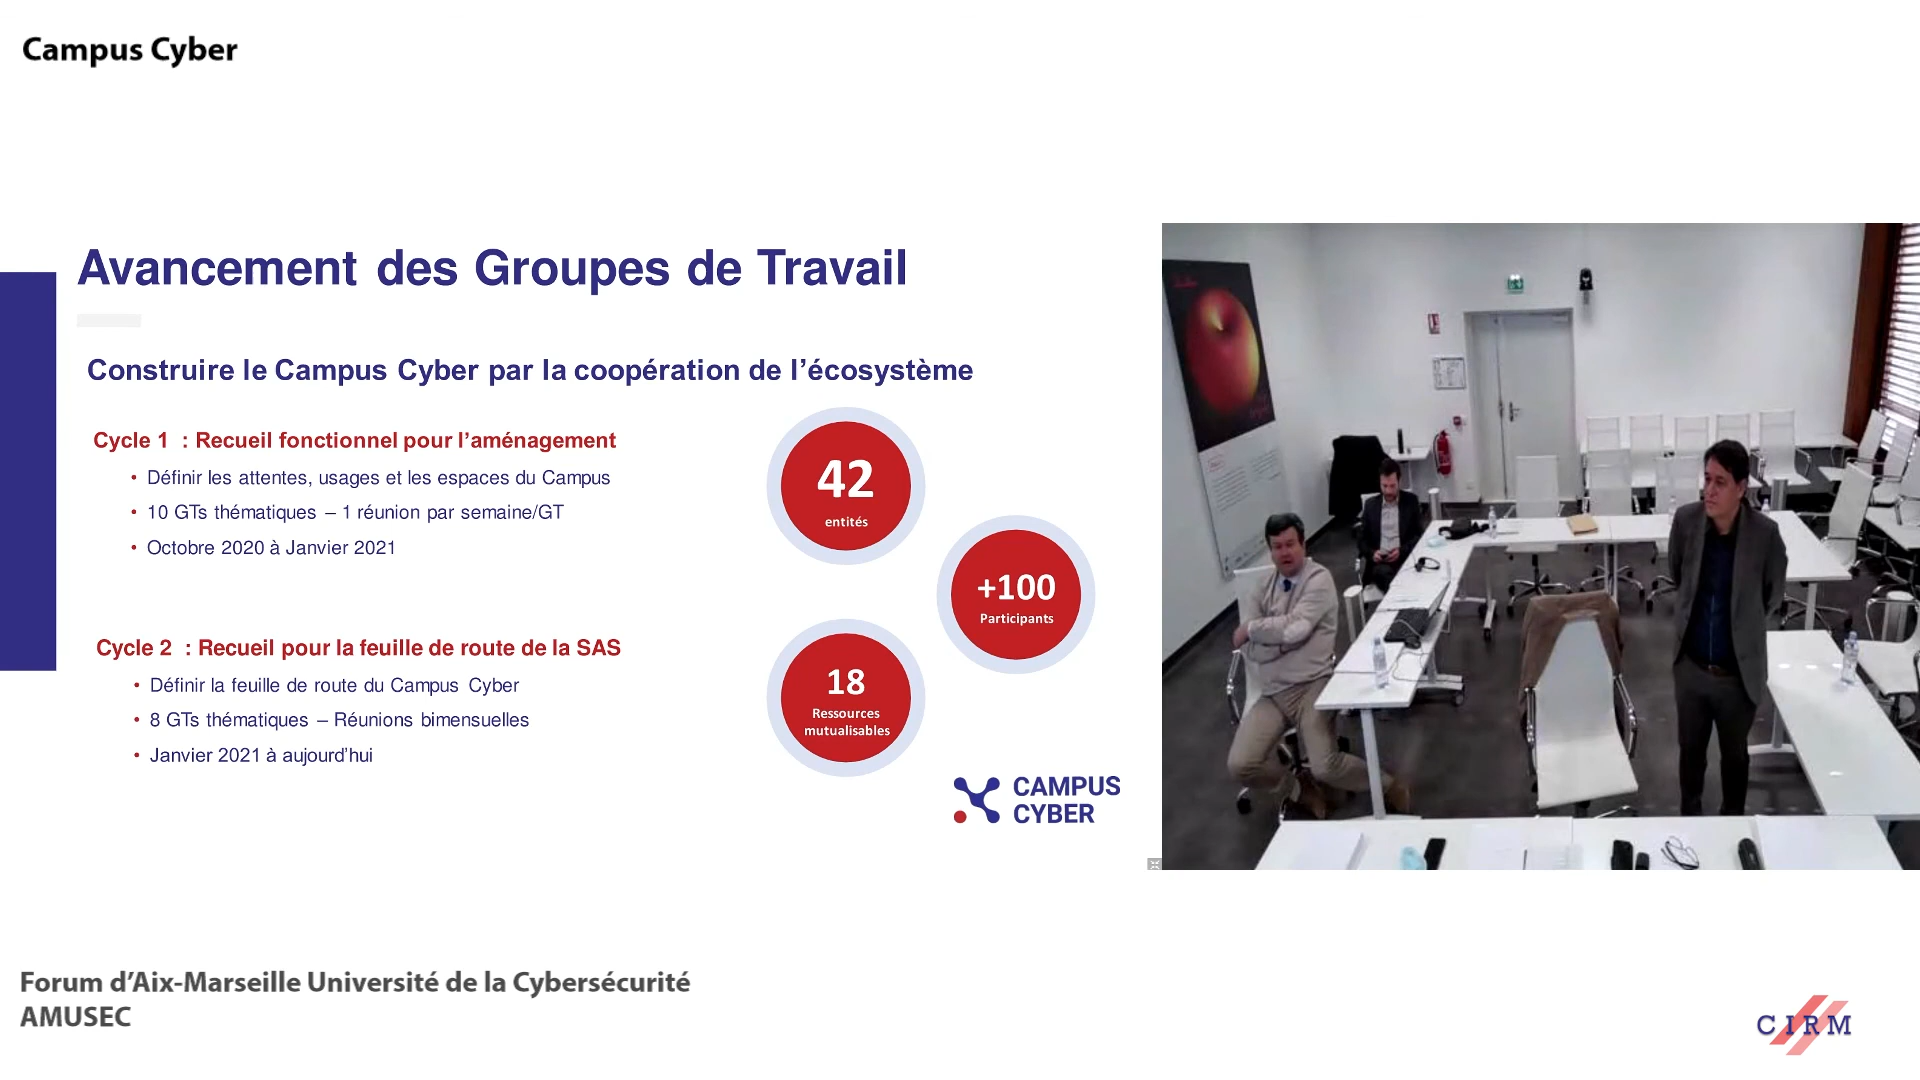 Campus Cyber
Avancement des Groupes de Travail
Construire le Campus Cyber par la coopération de l’écosystème
Cycle 1 : Recueil fonctionnel pour l’aménagement
• Définir les attentes, usages et les espaces du Campus
• 10 GTs thématiques – 1 réunion par semaine/GT
• Octobre 2020 à Janvier 2021
Cycle 2 : Recueil pour la feuille de route de la SAS
• Définir la feuille de route du Campus Cyber
• 8 GTs thématiques – Réunions bimensuelles
• Janvier 2021 à aujourd’hui
42
entités
+100
Participants
18
Ressources
mutualisables
CAMPUS
CYBER
Forum d’Aix-Marseille Université de la Cybersécurité
AMUSEC
CIRM